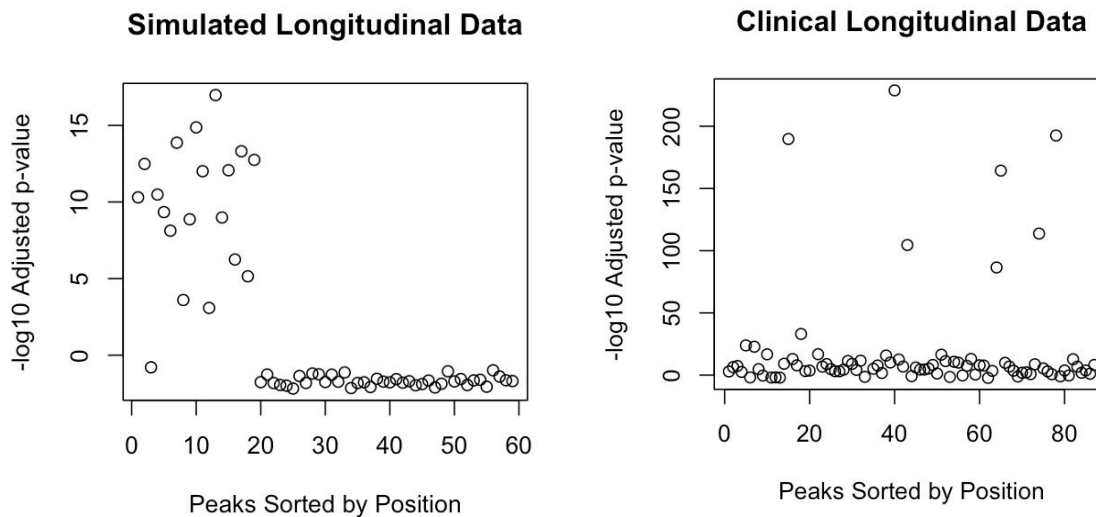 Simulated Longitudinal Data
-log10 Adjusted p-value
15
10
5
0
0 10 20 30 40 50 60
Peaks Sorted by Position
Clinical Longitudinal Data
-log10 Adjusted p-value
200
150
100
50
0
0 20 40 60 80
Peaks Sorted by Position